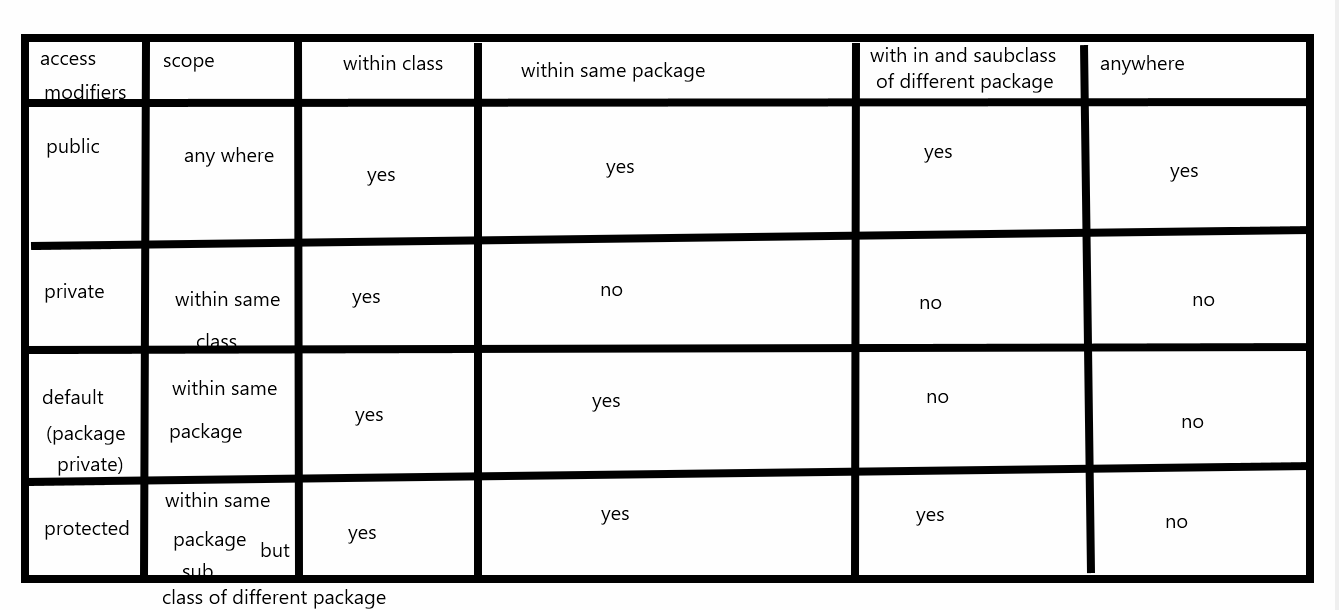 access
modifiers
scope
within class
within same package
with in and saubclass
of different package
anywhere
public
any where
yes
yes
yes
yes
private
within same
class
yes
no
no
no
default
(package
private)
within same
package
yes
yes
no
no
protected
within same
package but
sub
class of different package
yes
yes
yes
no